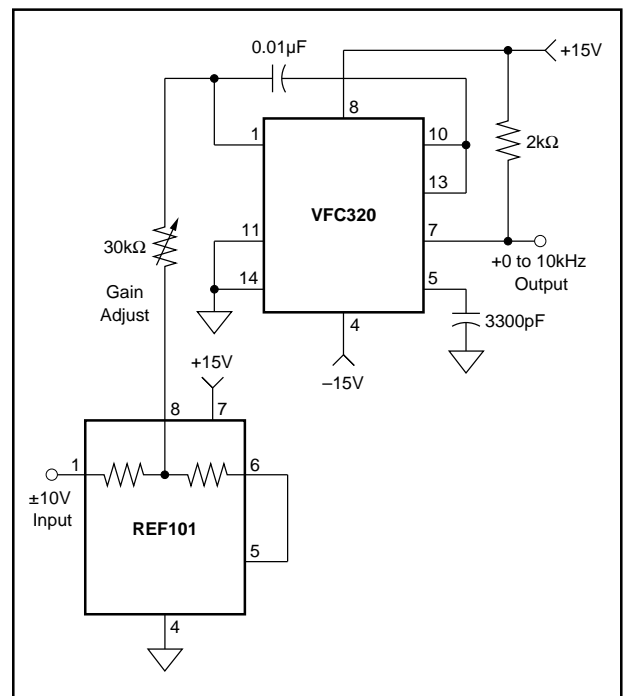 0.01µF
+15V
8
1
10
2kΩ
13
VFC320
30kΩ
11
7
+0 to 10kHz
Output
14
5
Gain
Adjust
3300pF
4
+15V
–15V
8
7
1
6
±10V
Input
REF101
5
4